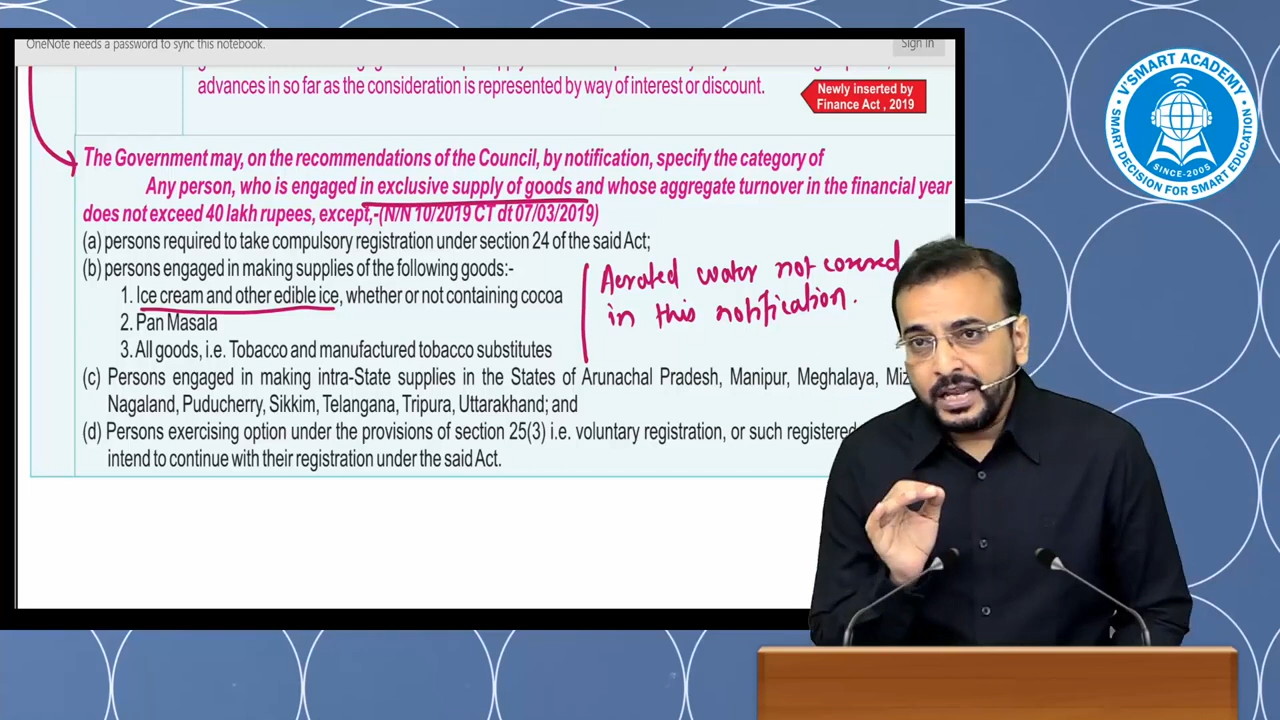 OneNote needs a password to sync this notebook.
Sign in
advances in so far as the consideration is represented by way of interest or discount.
Newly inserted by
Finance Act , 2019
The Government may, on the recommendations of the Council, by notification, specify the category of
Any person, who is engaged in exclusive supply of goods and whose aggregate turnover in the financial year
does not exceed 40 lakh rupees, except,-(N/N 10/2019 CT dt 07/03/2019)
(a) persons required to take compulsory registration under section 24 of the said Act;
(b) persons engaged in making supplies of the following goods:-
1. Ice cream and other edible ice, whether or not containing cocoa
2. Pan Masala
3. All goods, i.e. Tobacco and manufactured tobacco substitutes
Aerated water not covered
in this notification.
(c) Persons engaged in making intra-State supplies in the States of Arunachal Pradesh, Manipur, Meghalaya, Miz
Nagaland, Puducherry, Sikkim, Telangana, Tripura, Uttarakhand; and
(d) Persons exercising option under the provisions of section 25(3) i.e. voluntary registration, or such registered
intend to continue with their registration under the said Act.
V'SMART ACADEMY
SINCE-2005
SMART DECISION FOR SMART EDUCATION